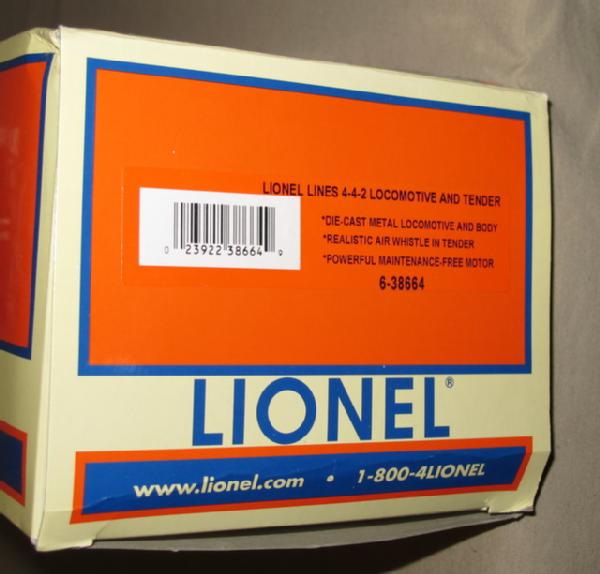 LIONEL LINES 4-4-2 LOCOMOTIVE AND TENDER
*DIE-CAST METAL LOCOMOTIVE AND BODY
*REALISTIC AIR WHISTLE IN TENDER
*POWERFUL MAINTENANCE-FREE MOTOR
6-38664
0 23922 38664 9
LIONEL®
www.lionel.com • 1-800-4LIONEL